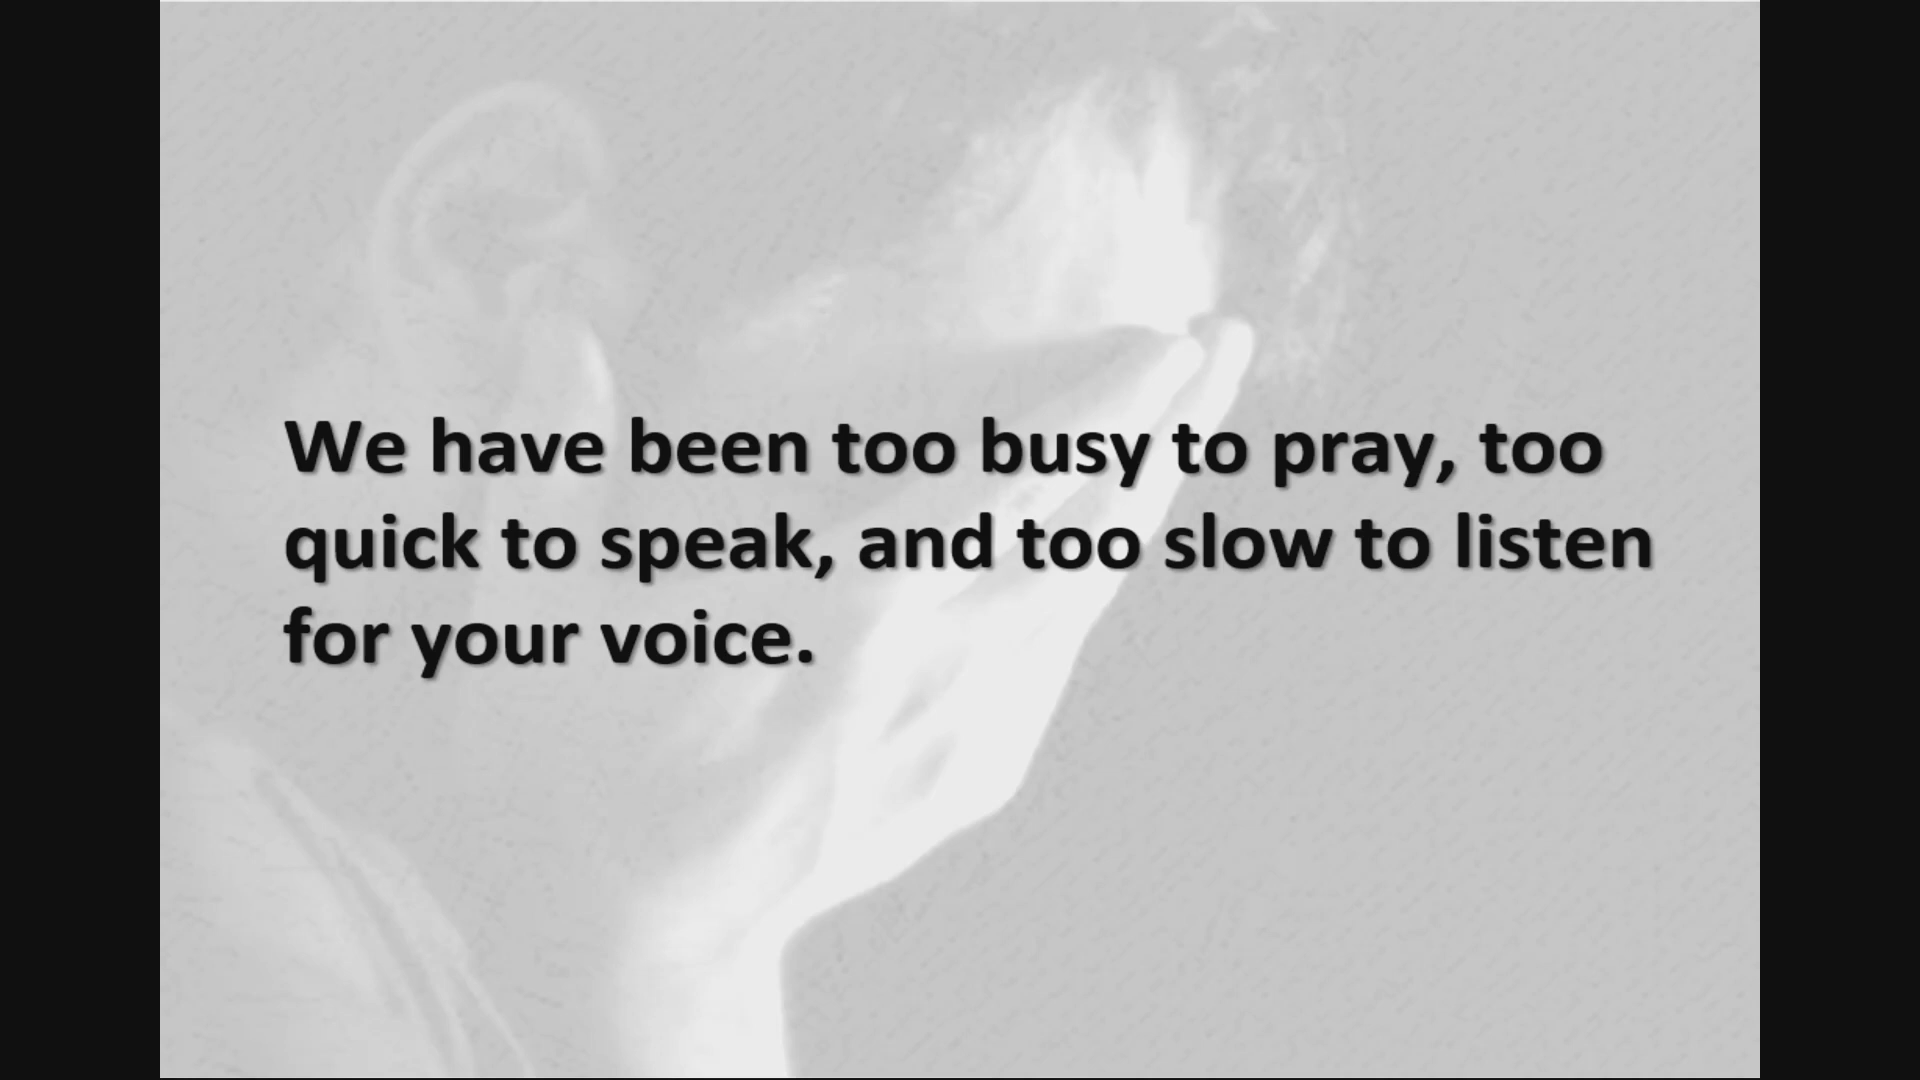 We have been too busy to pray, too
quick to speak, and too slow to listen
for your voice.